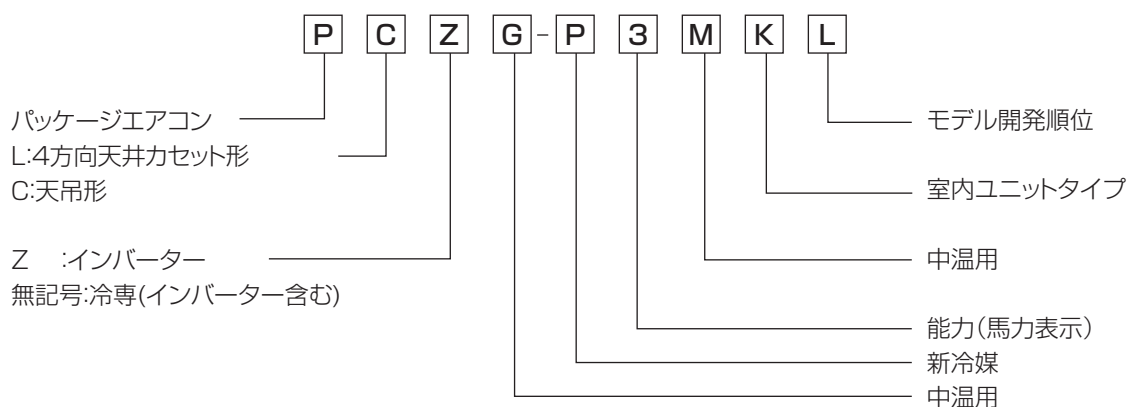 P C Z G - P 3 M K L
パッケージエアコン
L:4方向天井カセット形
C:天吊形
Z :インバーター
無記号:冷専(インバーター含む)
モデル開発順位
室内ユニットタイプ
中温用
能力(馬力表示)
新冷媒
中温用